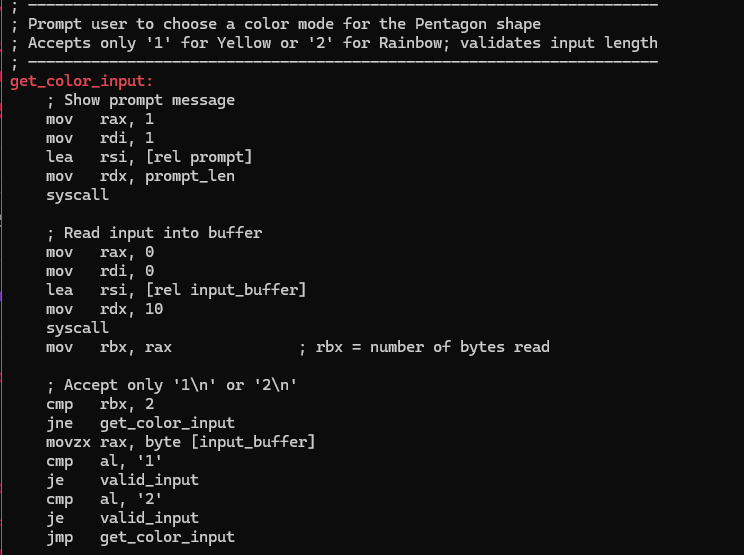 ; ----------------------------------------------------------------------
; Prompt user to choose a color mode for the Pentagon shape
; Accepts only '1' for Yellow or '2' for Rainbow; validates input length
; ----------------------------------------------------------------------
get_color_input:
    ; Show prompt message
    mov   rax, 1
    mov   rdi, 1
    lea   rsi, [rel prompt]
    mov   rdx, prompt_len
    syscall

    ; Read input into buffer
    mov   rax, 0
    mov   rdi, 0
    lea   rsi, [rel input_buffer]
    mov   rdx, 10
    syscall
    mov   rbx, rax              ; rbx = number of bytes read

    ; Accept only '1\n' or '2\n'
    cmp   rbx, 2
    jne   get_color_input
    movzx rax, byte [input_buffer]
    cmp   al, '1'
    je    valid_input
    cmp   al, '2'
    je    valid_input
    jmp   get_color_input